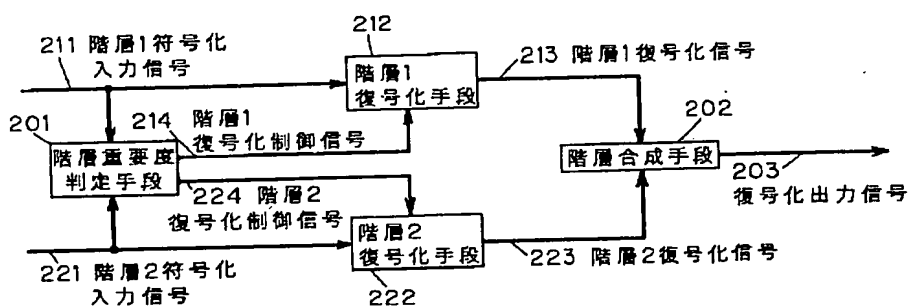 211 階層1符号化
入力信号
212
階層1
復号化手段
213 階層1復号化信号
201
階層重要度
判定手段
214 階層1
復号化制御信号
224 階層2
復号化制御信号
202
階層合成手段
203
復号化出力信号
221 階層2符号化
入力信号
階層2
復号化手段
222
223 階層2復号化信号